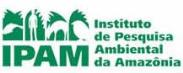 Instituto
de Pesquisa
Ambiental
da Amazônia
IPAM